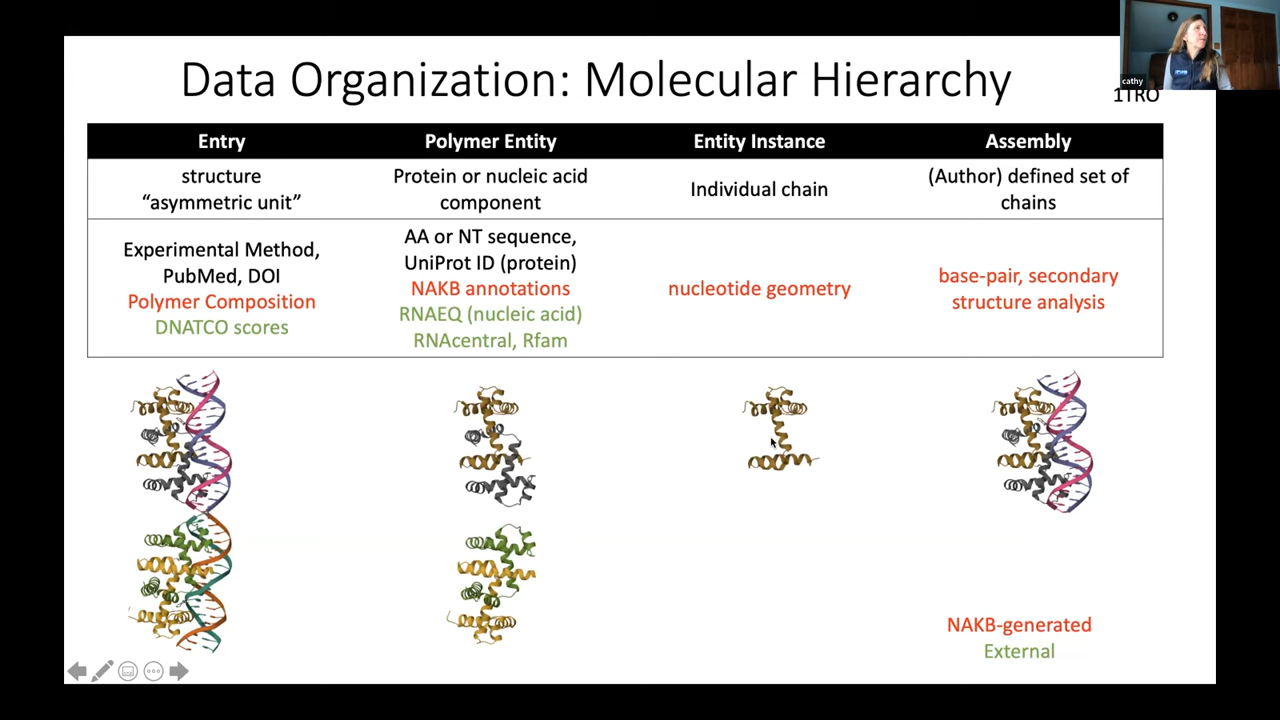 cathy
Data Organization: Molecular Hierarchy
1TRO
Entry
Polymer Entity
Entity Instance
Assembly
structure
“asymmetric unit”
Protein or nucleic acid
component
Individual chain
(Author) defined set of
chains
Experimental Method,
PubMed, DOI
Polymer Composition
DNATCO scores
AA or NT sequence,
UniProt ID (protein)
NAKB annotations
RNAEQ (nucleic acid)
RNAcentral, Rfam
nucleotide geometry
base-pair, secondary
structure analysis
NAKB-generated
External